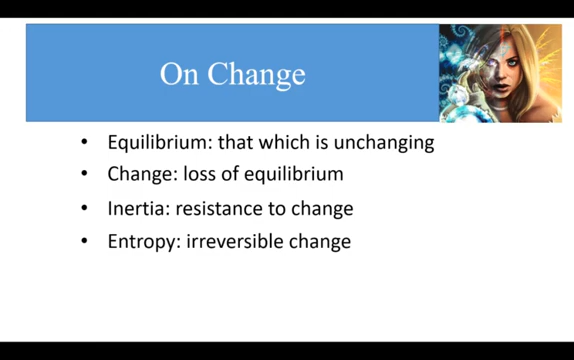 On Change
• Equilibrium: that which is unchanging
• Change: loss of equilibrium
• Inertia: resistance to change
• Entropy: irreversible change